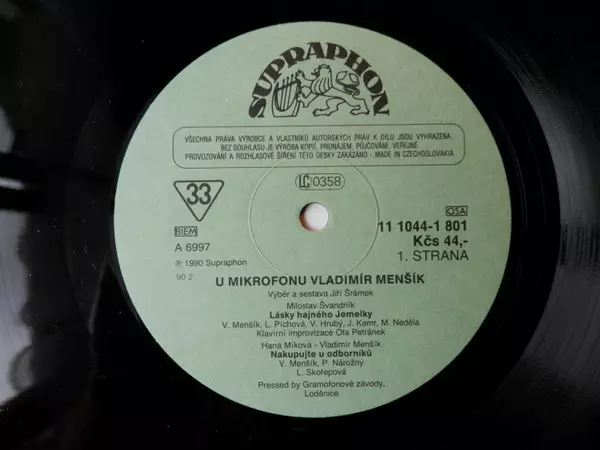 SUPRAPHON
VŠECHNA PRÁVA VÝROBCE A VLASTNÍKŮ AUTORSKÝCH PRÁV K DÍLU JSOU VYHRAZENA
BEZ SOUHLASU JE VÝROBA KOPIÍ, PRONÁJEM, PŮJČOVÁNÍ, VEŘEJNÉ
PROVOZOVÁNÍ A ROZHLASOVÉ ŠÍŘENÍ TÉTO DESKY ZAKÁZÁNO - MADE IN CZECHOSLOVAKIA
33
LC 0358
BIEM
OSA
A 6997
11 1044-1 801
Kčs 44,-
℗ 1990 Supraphon
1. STRANA
90 2
U MIKROFONU VLADIMÍR MENŠÍK
Výběr a sestava Jiří Šrámek
Miloslav Švandrlík
Lásky hajného Jemelky
V. Menšík, L. Píchová, V. Hrubý, J. Kemr, M. Neděla
Klavírní improvizace Ota Petránek
Hana Míková - Vladimír Menšík
Nakupujte u odborníků
V. Menšík, P. Nárožný
L. Skořepová
Pressed by Gramofonové závody,
Loděnice